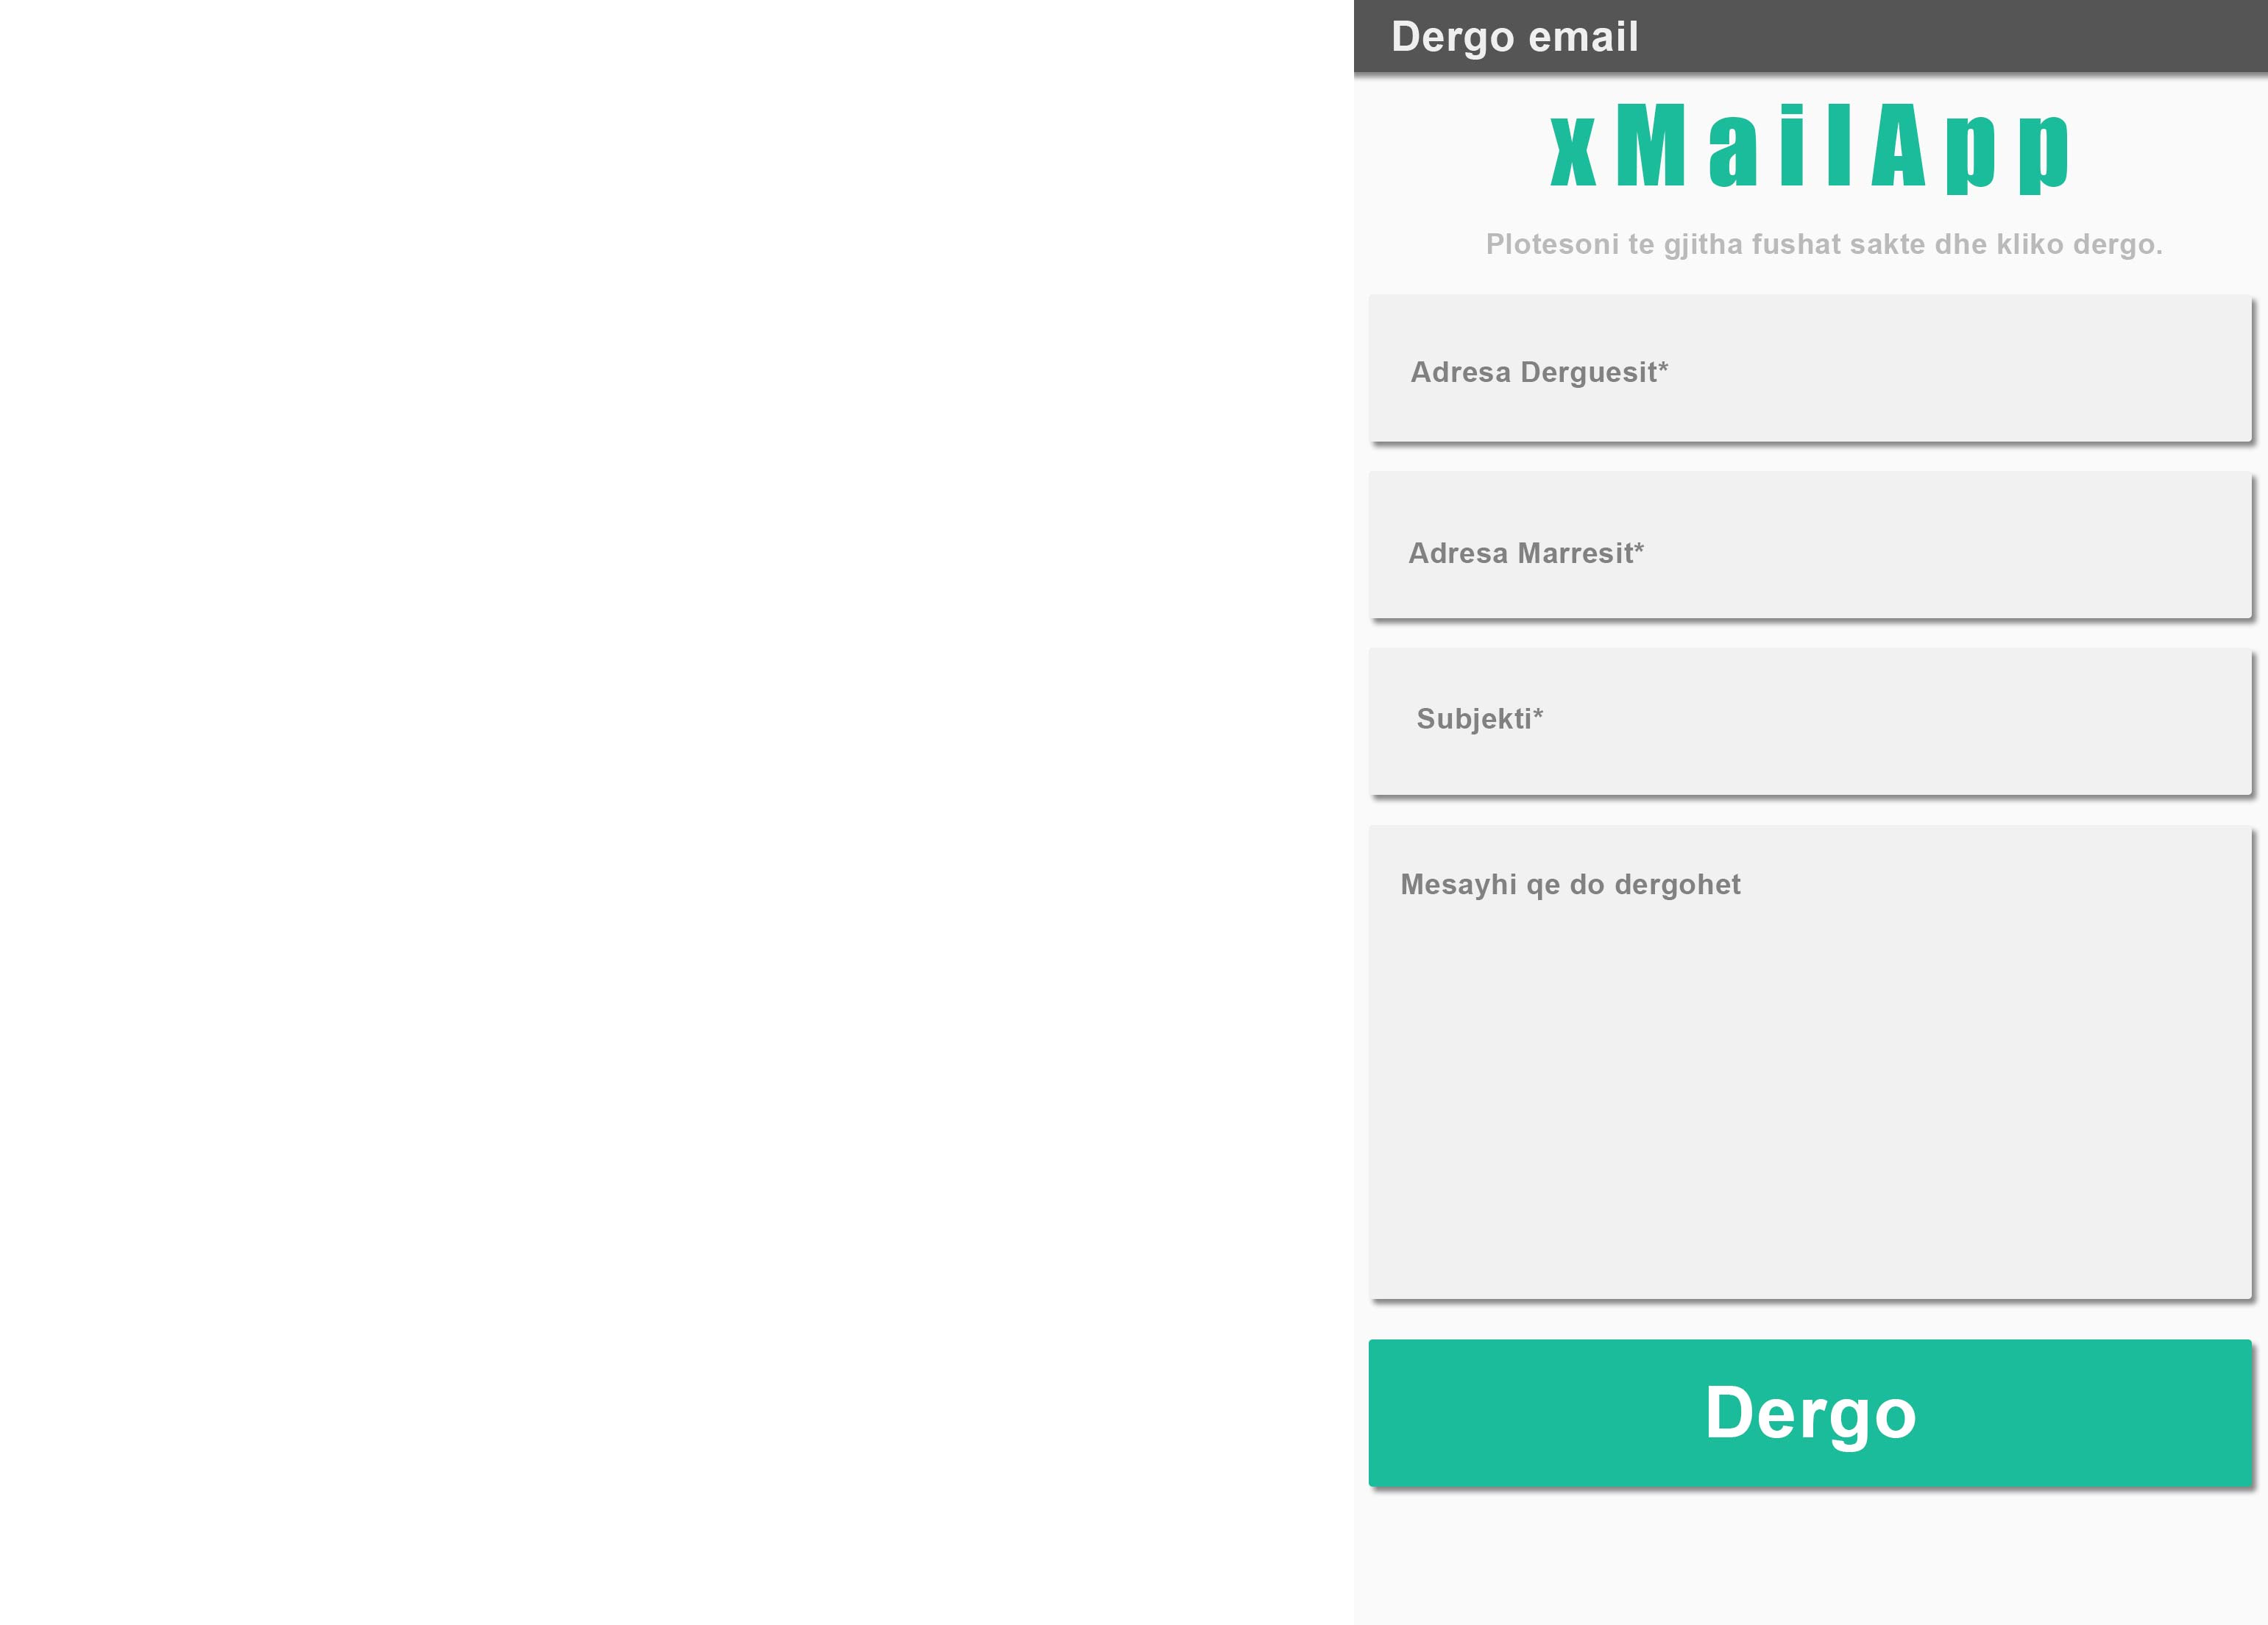 Dergo email
xMailApp
Plotesoni te gjitha fushat sakte dhe kliko dergo.
Adresa Derguesit*
Adresa Marresit*
Subjekti*
Mesayhi qe do dergohet
Dergo